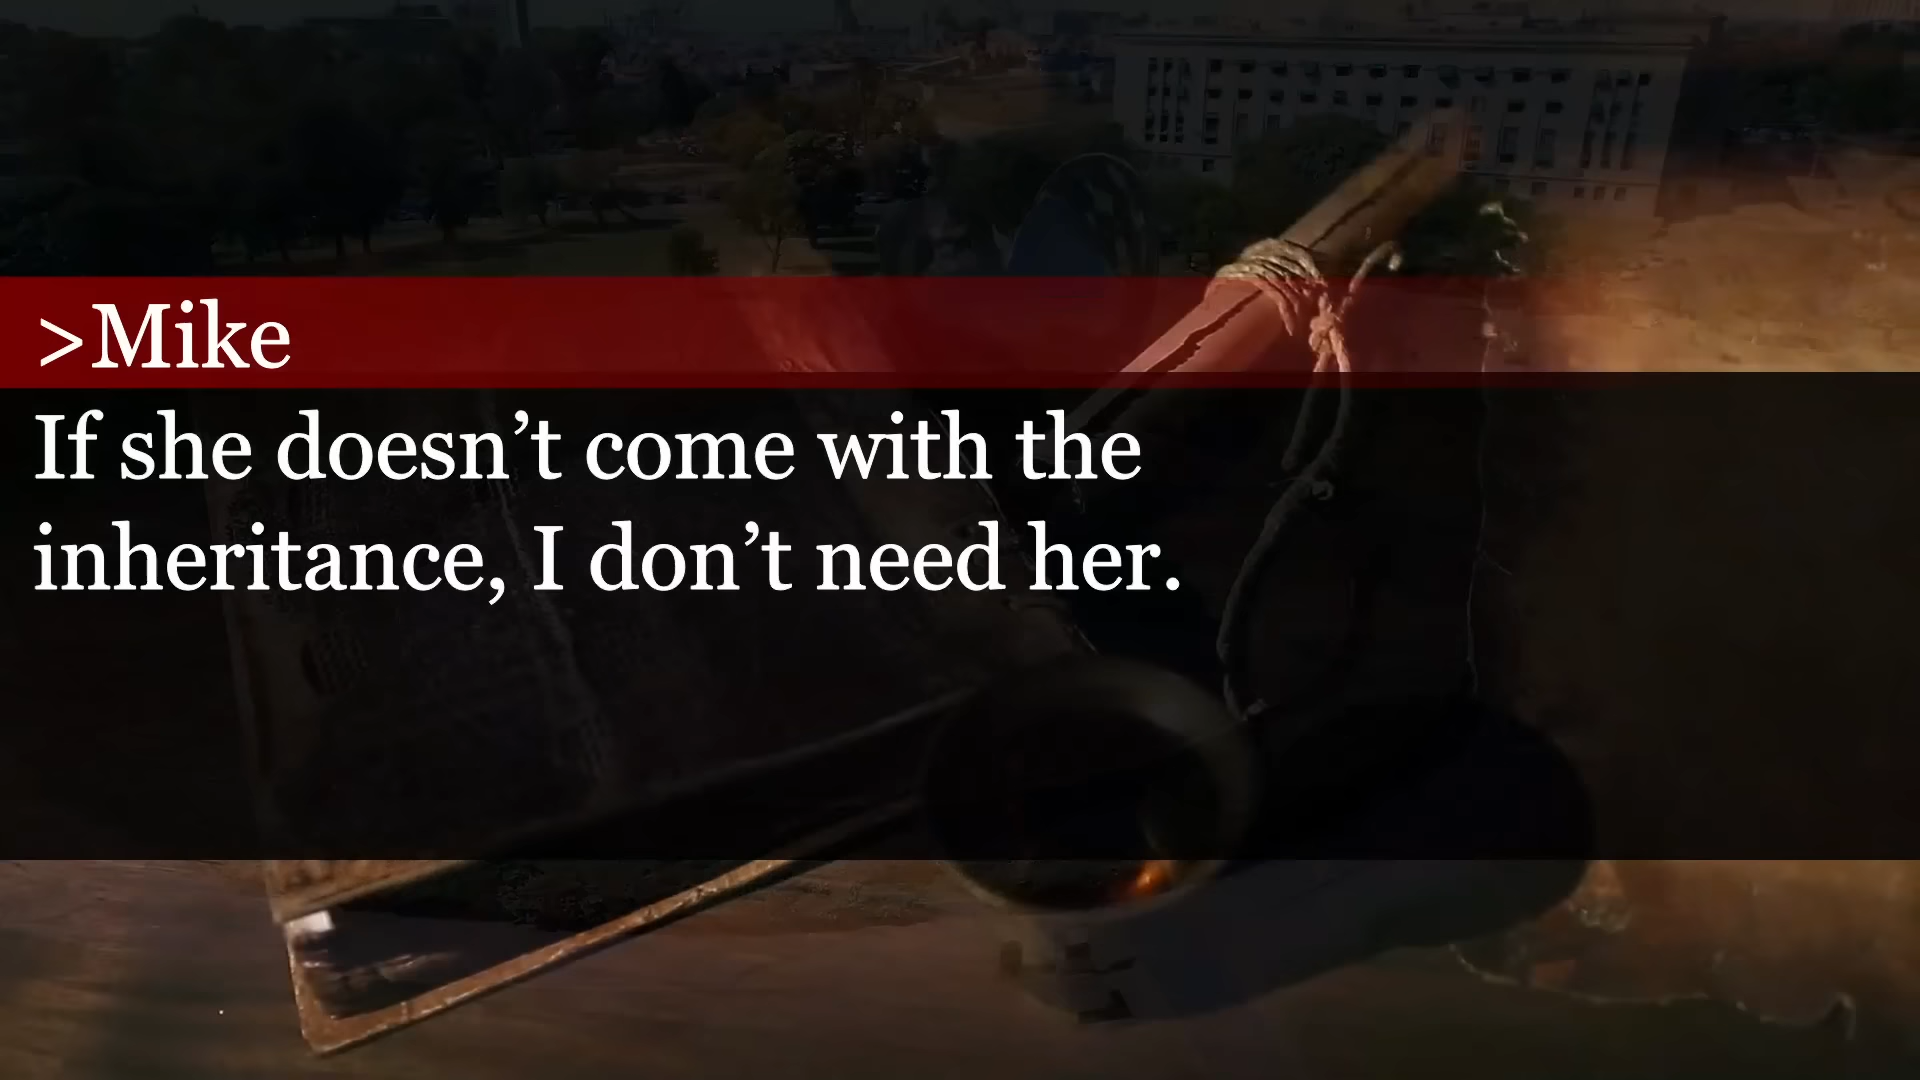 >Mike
If she doesn’t come with the
inheritance, I don’t need her.